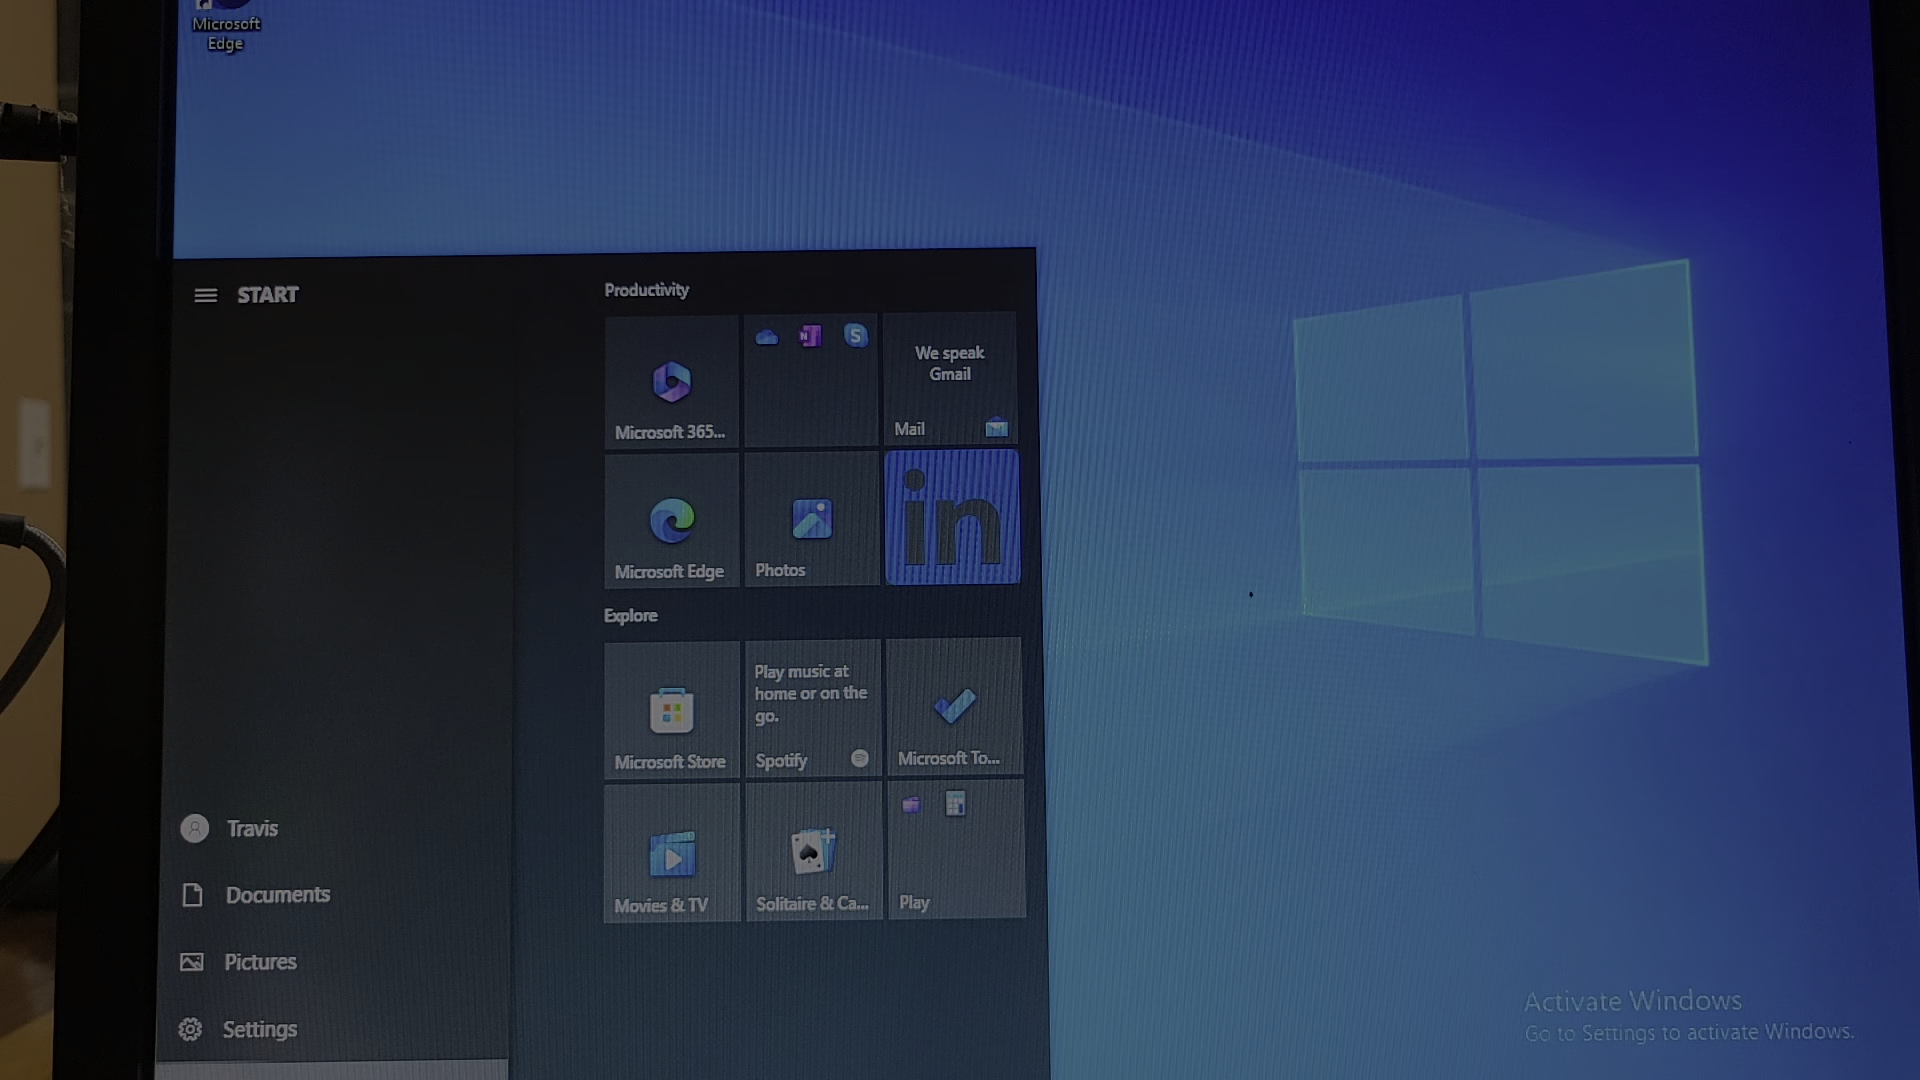 Microsoft
Edge
START
Productivity
Microsoft 365...
We speak
Gmail
Mail
Microsoft Edge
Photos
in
Explore
Microsoft Store
Play music at
home or on the
go.
Spotify
Microsoft To...
Movies & TV
Solitaire & Ca...
Play
Travis
Documents
Pictures
Settings
Activate Windows
Go to Settings to activate Windows.